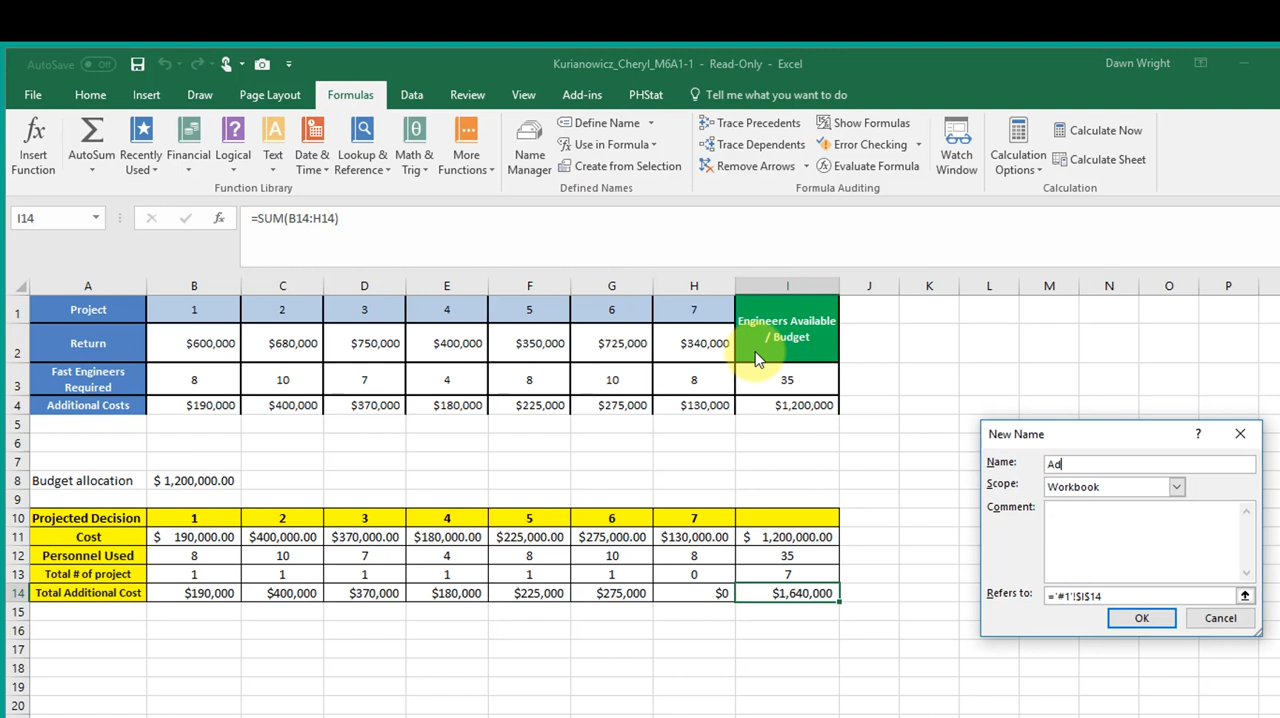 AutoSave Off Kurianowicz_Cheryl_M6A1-1 - Read-Only - Excel Dawn Wright
File Home Insert Draw Page Layout Formulas Data Review View Add-ins PHStat Tell me what you want to do
fx Σ ? A θ
Insert Function AutoSum Recently Used Financial Logical Text Date & Time Lookup & Reference Math & Trig More Functions
Name Manager Define Name Use in Formula Create from Selection
Trace Precedents Trace Dependents Remove Arrows Show Formulas Error Checking Evaluate Formula
Watch Window Calculation Options Calculate Now Calculate Sheet
Function Library Defined Names Formula Auditing Calculation
I14 fx =SUM(B14:H14)
A B C D E F G H I J K L M N O P
1 Project 1 2 3 4 5 6 7 Engineers Available / Budget
2 Return $600,000 $680,000 $750,000 $400,000 $350,000 $725,000 $340,000
3 Fast Engineers Required 8 10 7 4 8 10 8 35
4 Additional Costs $190,000 $400,000 $370,000 $180,000 $225,000 $275,000 $130,000 $1,200,000
5
6
7
8 Budget allocation $ 1,200,000.00
9
10 Projected Decision 1 2 3 4 5 6 7
11 Cost $ 190,000.00 $400,000.00 $370,000.00 $180,000.00 $225,000.00 $275,000.00 $130,000.00 $ 1,200,000.00
12 Personnel Used 8 10 7 4 8 10 8 35
13 Total # of project 1 1 1 1 1 1 0 7
14 Total Additional Cost $190,000 $400,000 $370,000 $180,000 $225,000 $275,000 $0 $1,640,000
15
16
17
18
19
20
New Name ?
Name: Ad
Scope: Workbook
Comment:
Refers to: ='#1'!$I$14
OK Cancel